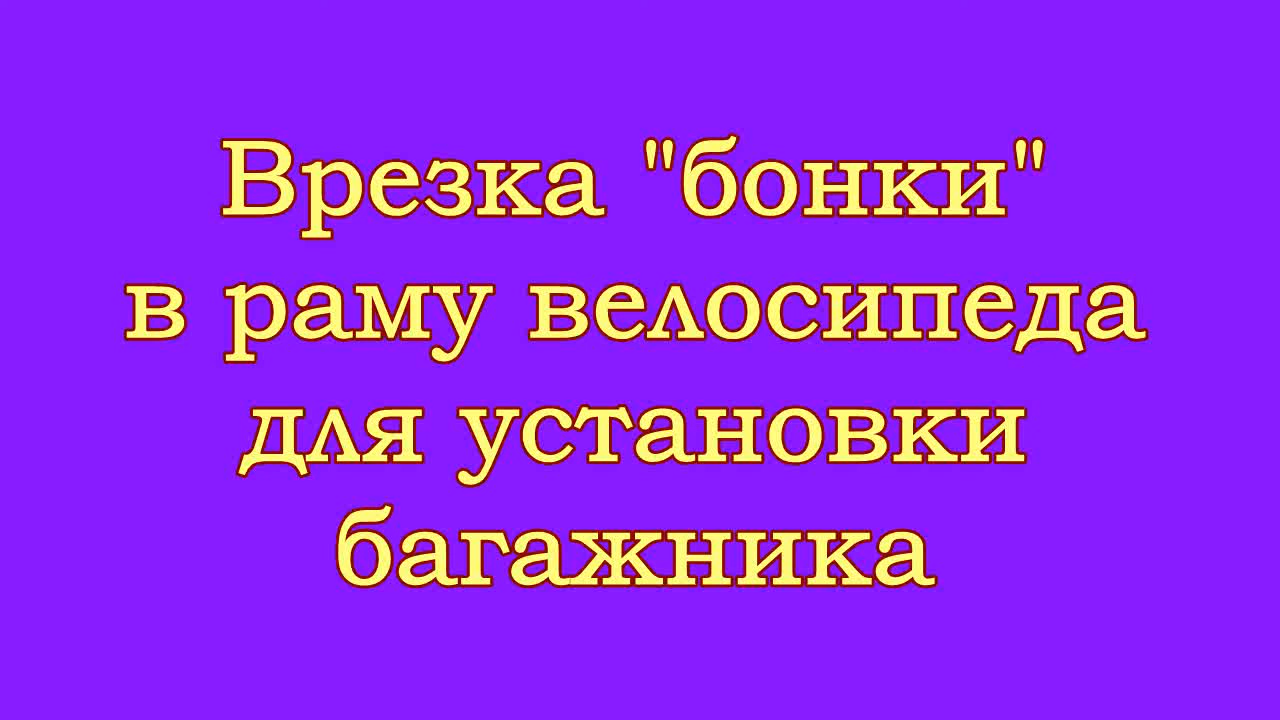 Врезка "бонки"
в раму велосипеда
для установки
багажника